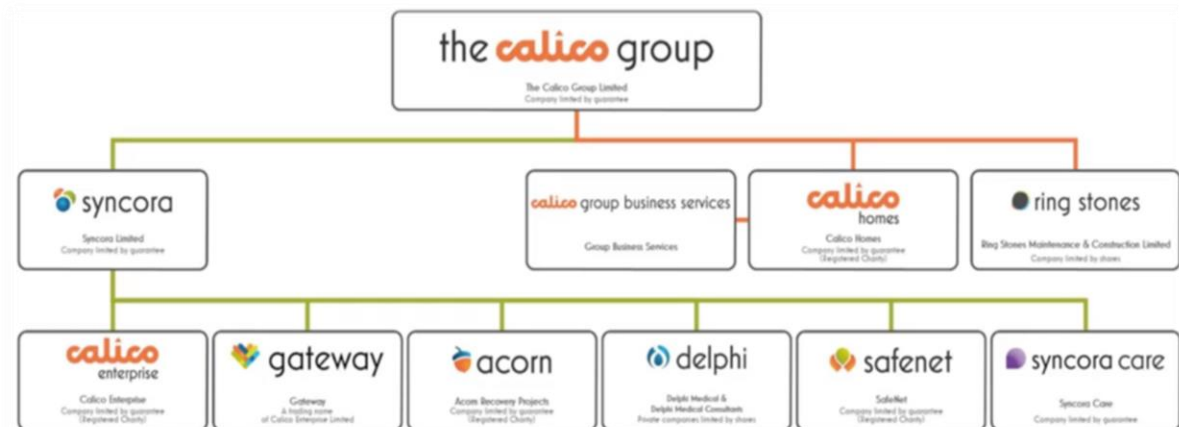 the calico group
The Calico Group Limited
Company limited by guarantee
syncora
Syncora Limited
Company limited by guarantee
calico group business services
Group Business Services
calico
homes
Calico Homes
Company limited by guarantee
(Registered Charity)
ring stones
Ring Stones Maintenance & Construction Limited
Company limited by shares
calico
enterprise
Calico Enterprise
Company limited by guarantee
(Registered Charity)
gateway
Gateway
A trading name
of Calico Enterprise Limited
acorn
Acorn Recovery Projects
Company limited by guarantee
(Registered Charity)
delphi
Delphi Medical &
Delphi Medical Consultants
Private companies limited by shares
safenet
SafeNet
Company limited by guarantee
(Registered Charity)
syncora care
Syncora Care
Company limited by guarantee